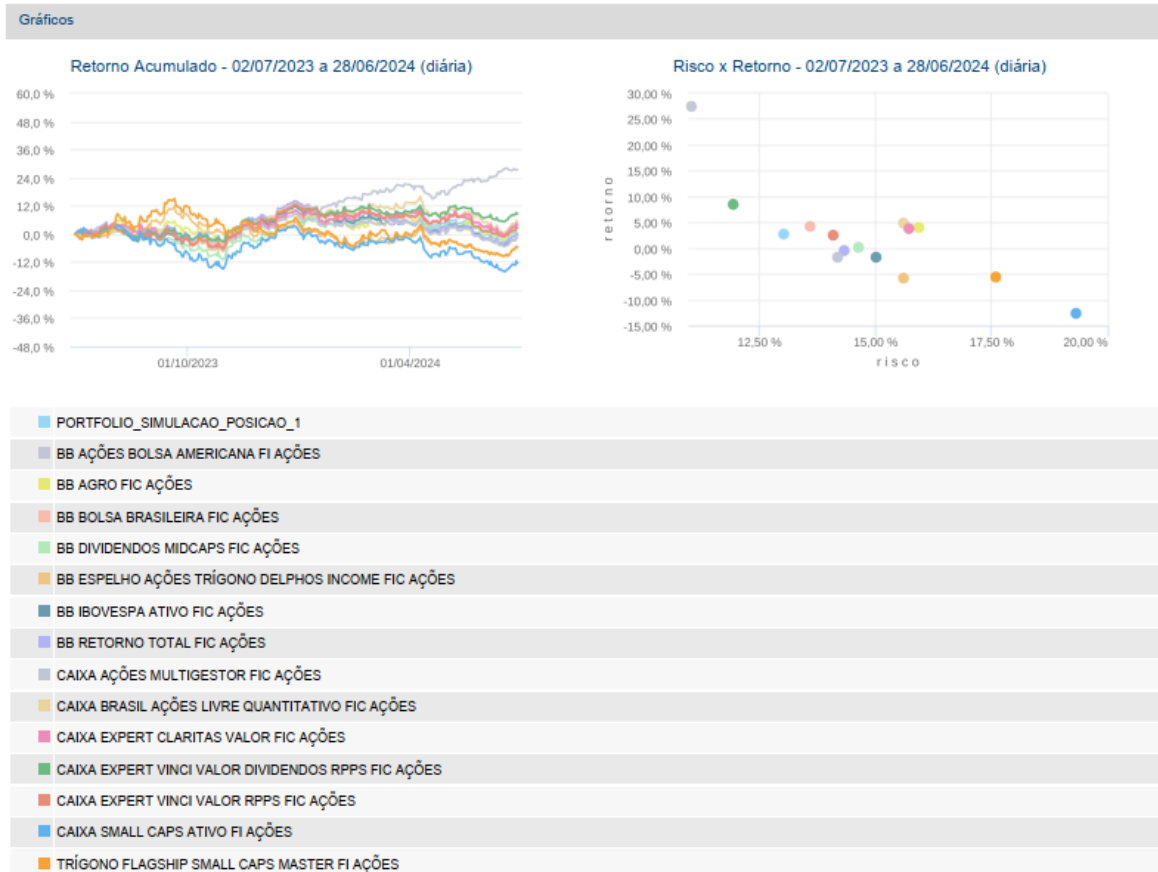 Gráficos
Retorno Acumulado - 02/07/2023 a 28/06/2024 (diária)
60,0 %
48,0 %
36,0 %
24,0 %
12,0 %
0,0 %
-12,0 %
-24,0 %
-36,0 %
-48,0 %
01/10/2023
01/04/2024
Risco x Retorno - 02/07/2023 a 28/06/2024 (diária)
retorno
30,00 %
25,00 %
20,00 %
15,00 %
10,00 %
5,00 %
0,00 %
-5,00 %
-10,00 %
-15,00 %
12,50 %
15,00 %
17,50 %
20,00 %
risco
PORTFOLIO_SIMULACAO_POSICAO_1
BB AÇÕES BOLSA AMERICANA FI AÇÕES
BB AGRO FIC AÇÕES
BB BOLSA BRASILEIRA FIC AÇÕES
BB DIVIDENDOS MIDCAPS FIC AÇÕES
BB ESPELHO AÇÕES TRÍGONO DELPHOS INCOME FIC AÇÕES
BB IBOVESPA ATIVO FIC AÇÕES
BB RETORNO TOTAL FIC AÇÕES
CAIXA AÇÕES MULTIGESTOR FIC AÇÕES
CAIXA BRASIL AÇÕES LIVRE QUANTITATIVO FIC AÇÕES
CAIXA EXPERT CLARITAS VALOR FIC AÇÕES
CAIXA EXPERT VINCI VALOR DIVIDENDOS RPPS FIC AÇÕES
CAIXA EXPERT VINCI VALOR RPPS FIC AÇÕES
CAIXA SMALL CAPS ATIVO FI AÇÕES
TRÍGONO FLAGSHIP SMALL CAPS MASTER FI AÇÕES